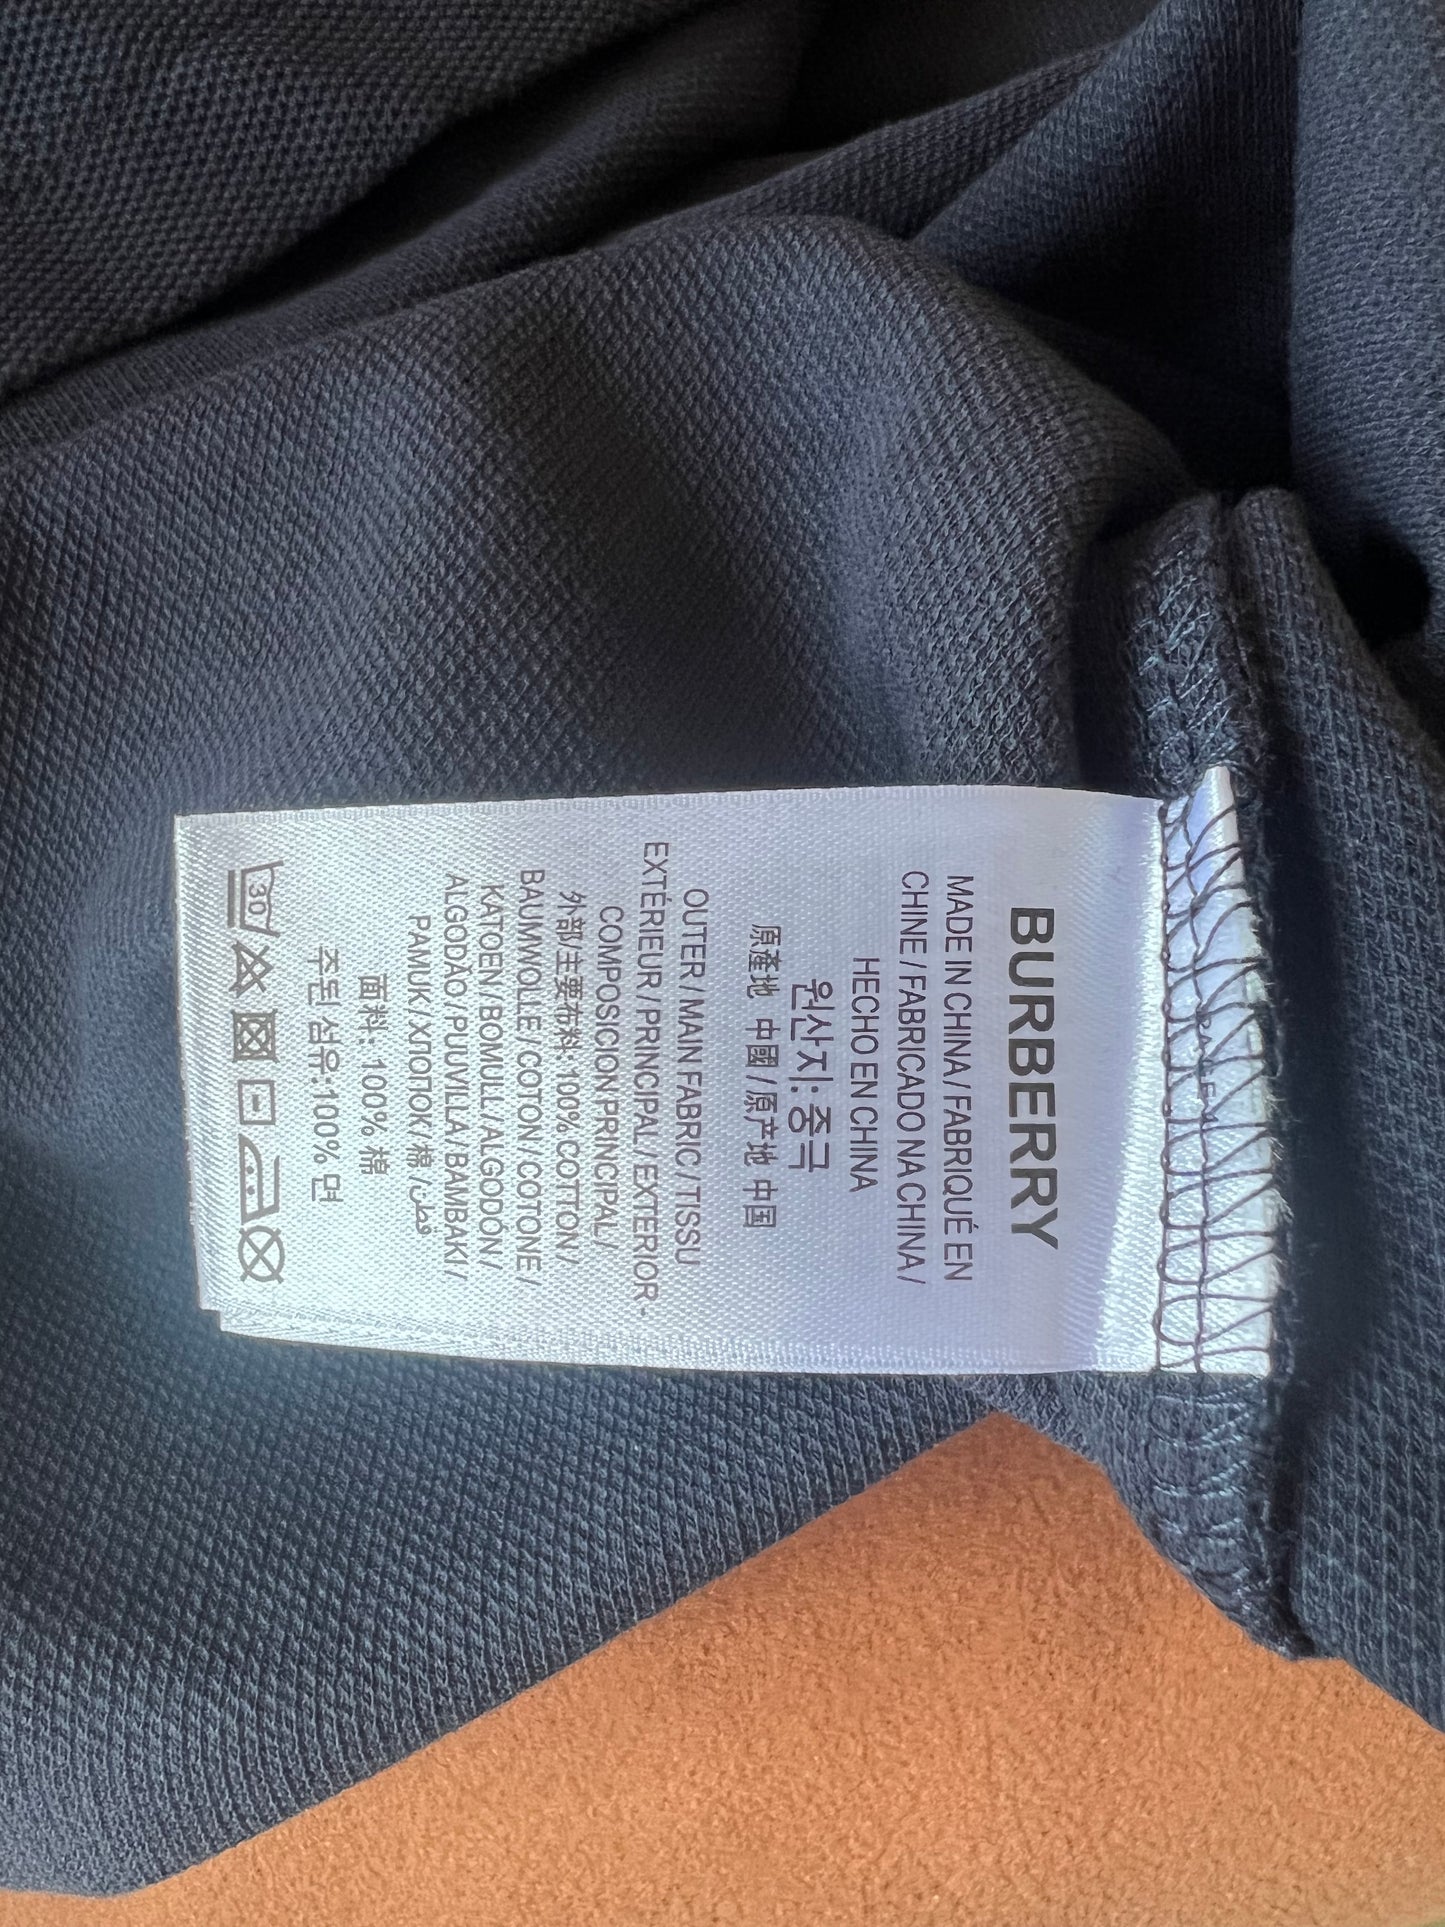 BURBERRY
MADE IN CHINA / FABRIQUÉ EN
CHINE / FABRICADO NA CHINA /
HECHO EN CHINA
원산지: 중국
原產地 中國 / 原产地 中国
OUTER / MAIN FABRIC / TISSU
EXTÉRIEUR / PRINCIPAL / EXTERIOR-
COMPOSICION PRINCIPAL /
外部/主要布料: 100% COTTON /
BAUMWOLLE / COTON / COTONE /
KATOEN / BOMULL / ALGODÓN /
ALGODÃO / PUUVILLA / BAMBAKI /
PAMUK / ХЛОПОК / 棉 / قطن
面料: 100% 棉
주된 섬유:100% 면
30